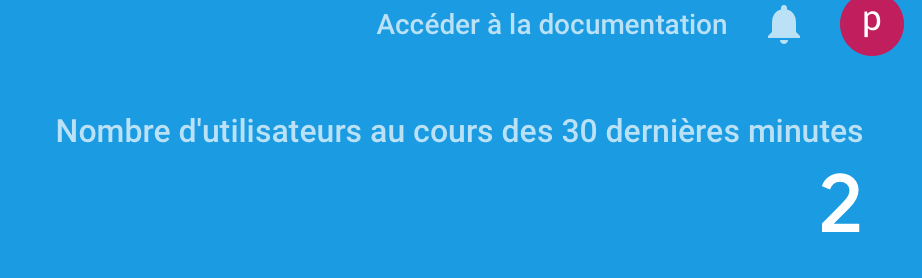 Accéder à la documentation
p
Nombre d'utilisateurs au cours des 30 dernières minutes
2